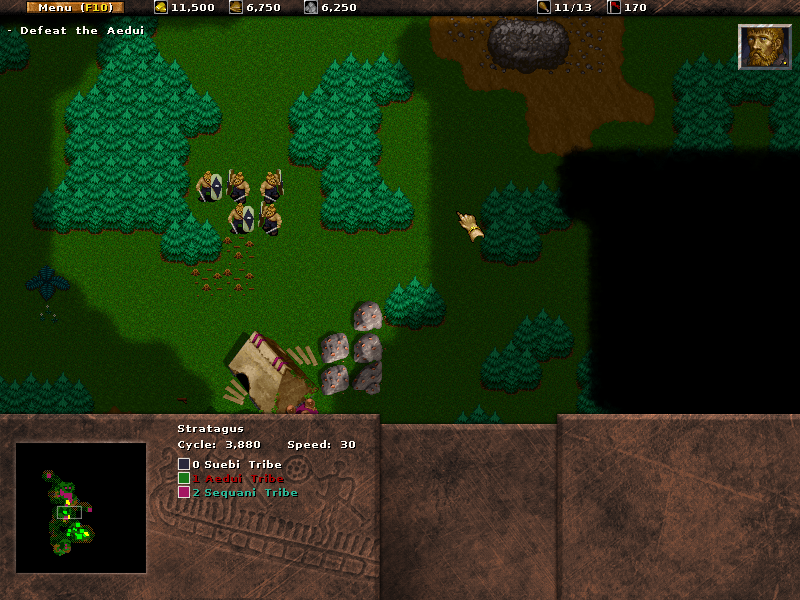 Menu (F10) 11,500 6,750 6,250 11/13 170
- Defeat the Aedui
Stratagus
Cycle: 3,880 Speed: 30
0 Suebi Tribe
1 Aedui Tribe
2 Sequani Tribe